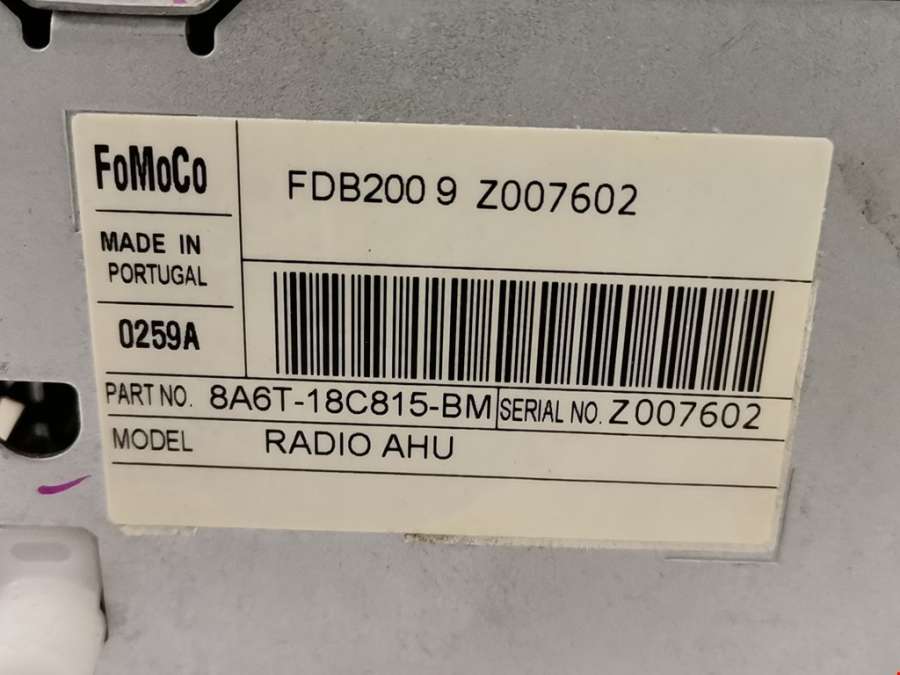 FoMoCo
FDB200 9 Z007602
MADE IN
PORTUGAL
0259A
PART NO. 8A6T-18C815-BM SERIAL NO. Z007602
MODEL RADIO AHU